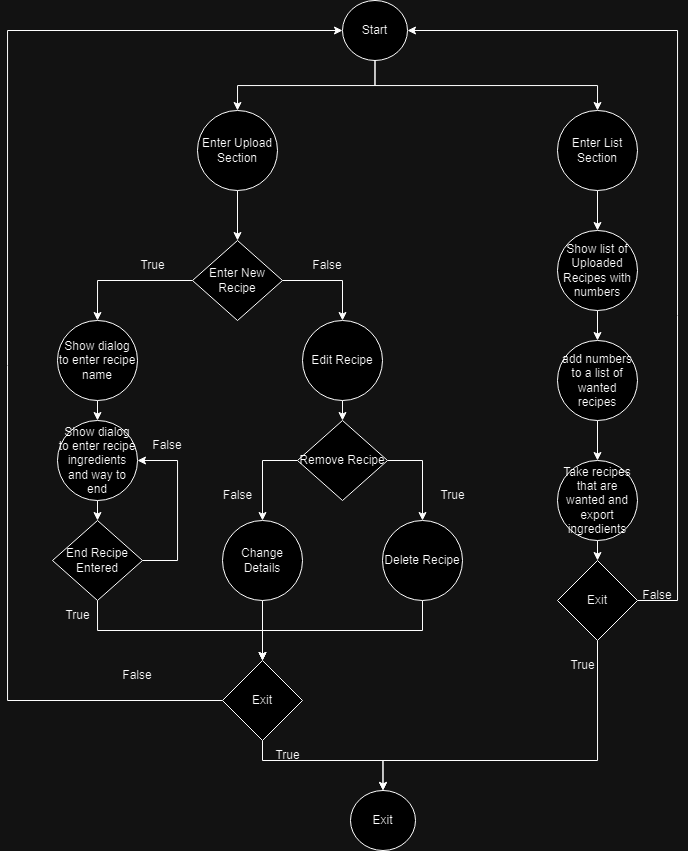 Start
Enter Upload
Section
Enter List
Section
True
Enter New
Recipe
False
Show list of
Uploaded
Recipes with
numbers
Show dialog
to enter recipe
name
Edit Recipe
add numbers
to a list of
wanted
recipes
Show dialog
to enter recipe
ingredients
and way to
end
False
Remove Recipe
False
True
Take recipes
that are
wanted and
export
ingredients
End Recipe
Entered
Change
Details
Delete Recipe
True
Exit
False
True
False
Exit
True
Exit